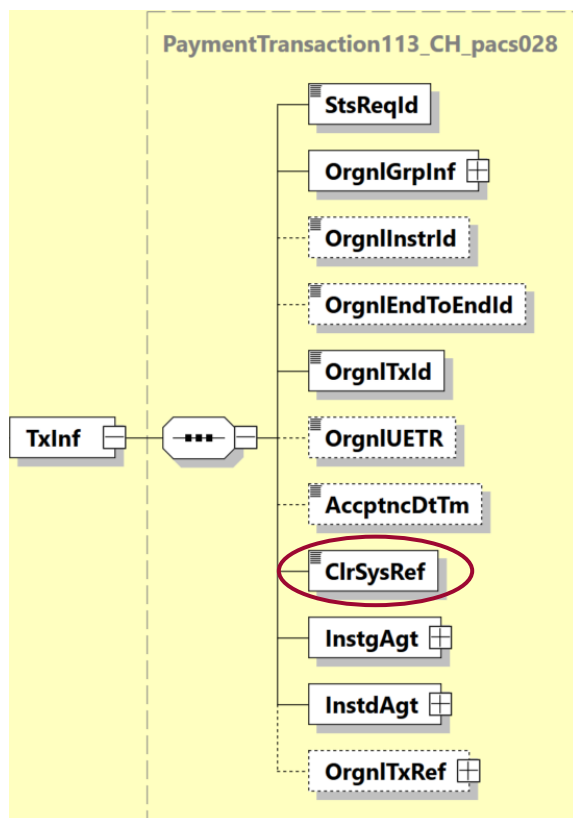 PaymentTransaction113_CH_pacs028
StsReqId
OrgnlGrpInf
OrgnlInstrId
OrgnlEndToEndId
OrgnlTxId
TxInf
OrgnlUETR
AccptncDtTm
ClrSysRef
InstgAgt
InstdAgt
OrgnlTxRef